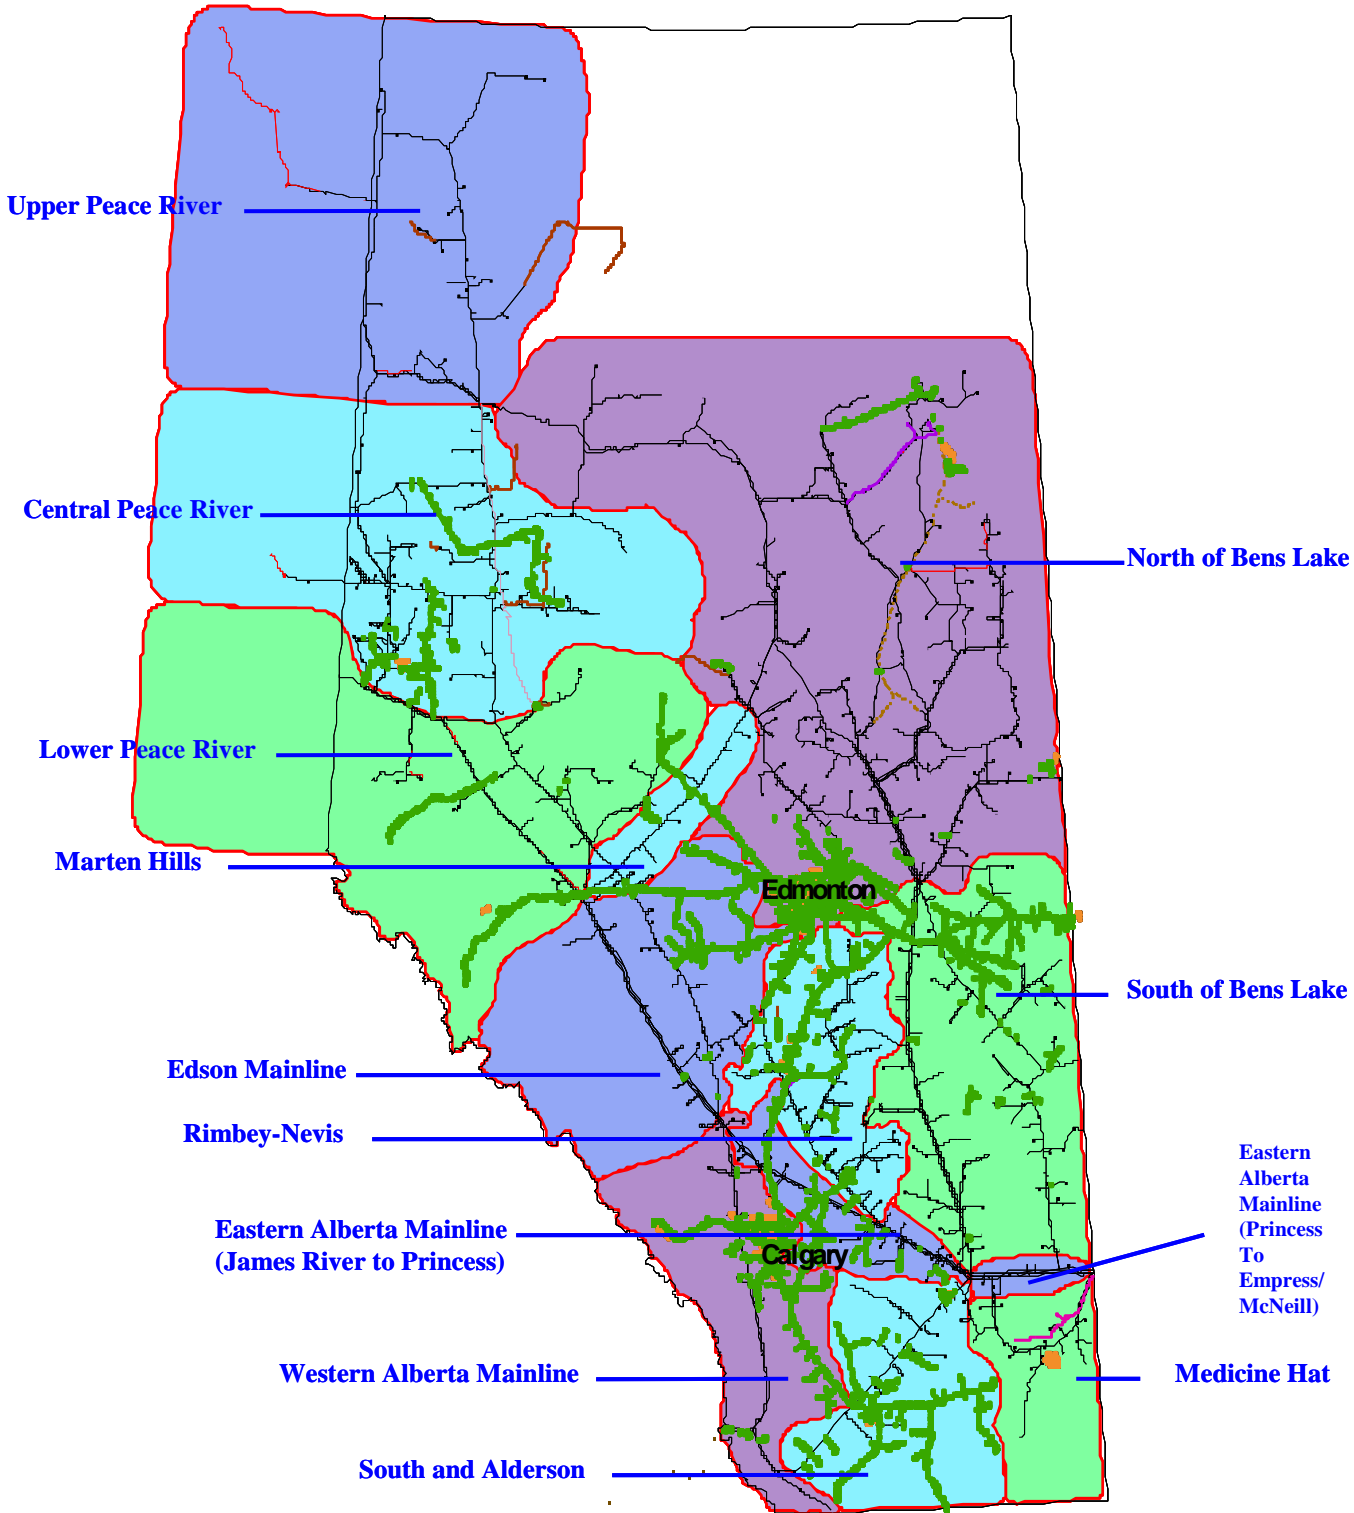 Upper Peace River
Central Peace River
North of Bens Lake
Lower Peace River
Marten Hills
Edmonton
South of Bens Lake
Edson Mainline
Rimbey-Nevis
Eastern
Alberta
Mainline
(Princess
To
Empress/
McNeill)
Eastern Alberta Mainline
(James River to Princess)
Calgary
Western Alberta Mainline
Medicine Hat
South and Alderson